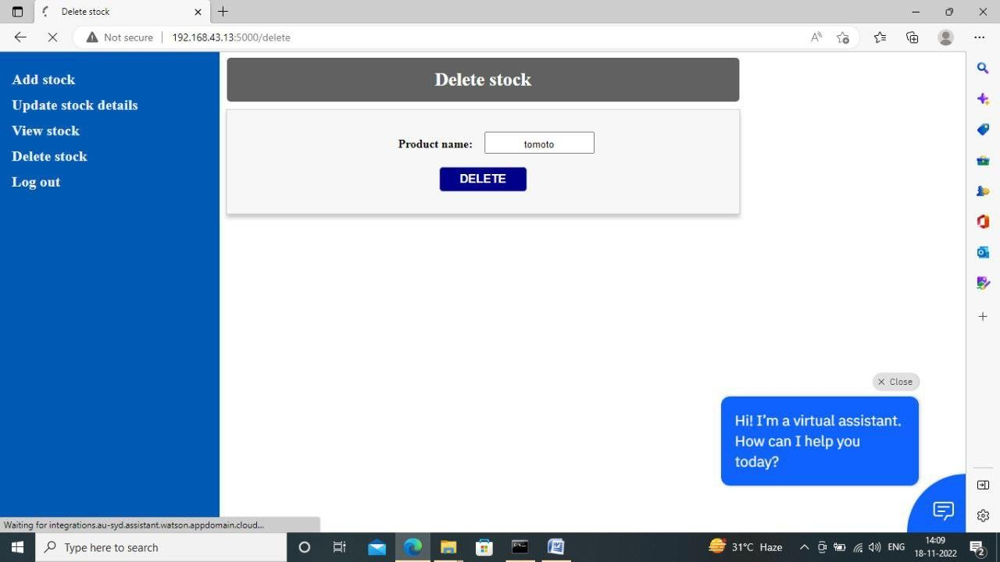 Delete stock
Not secure
192.168.43.13:5000/delete
Add stock
Update stock details
View stock
Delete stock
Log out
Delete stock
Product name:
tomoto
DELETE
Close
Hi! I'm a virtual assistant.
How can I help you
today?
Waiting for integrations.au-syd.assistant.watson.appdomain.cloud...
Type here to search
31°C Haze
ENG
14:09
18-11-2022
2